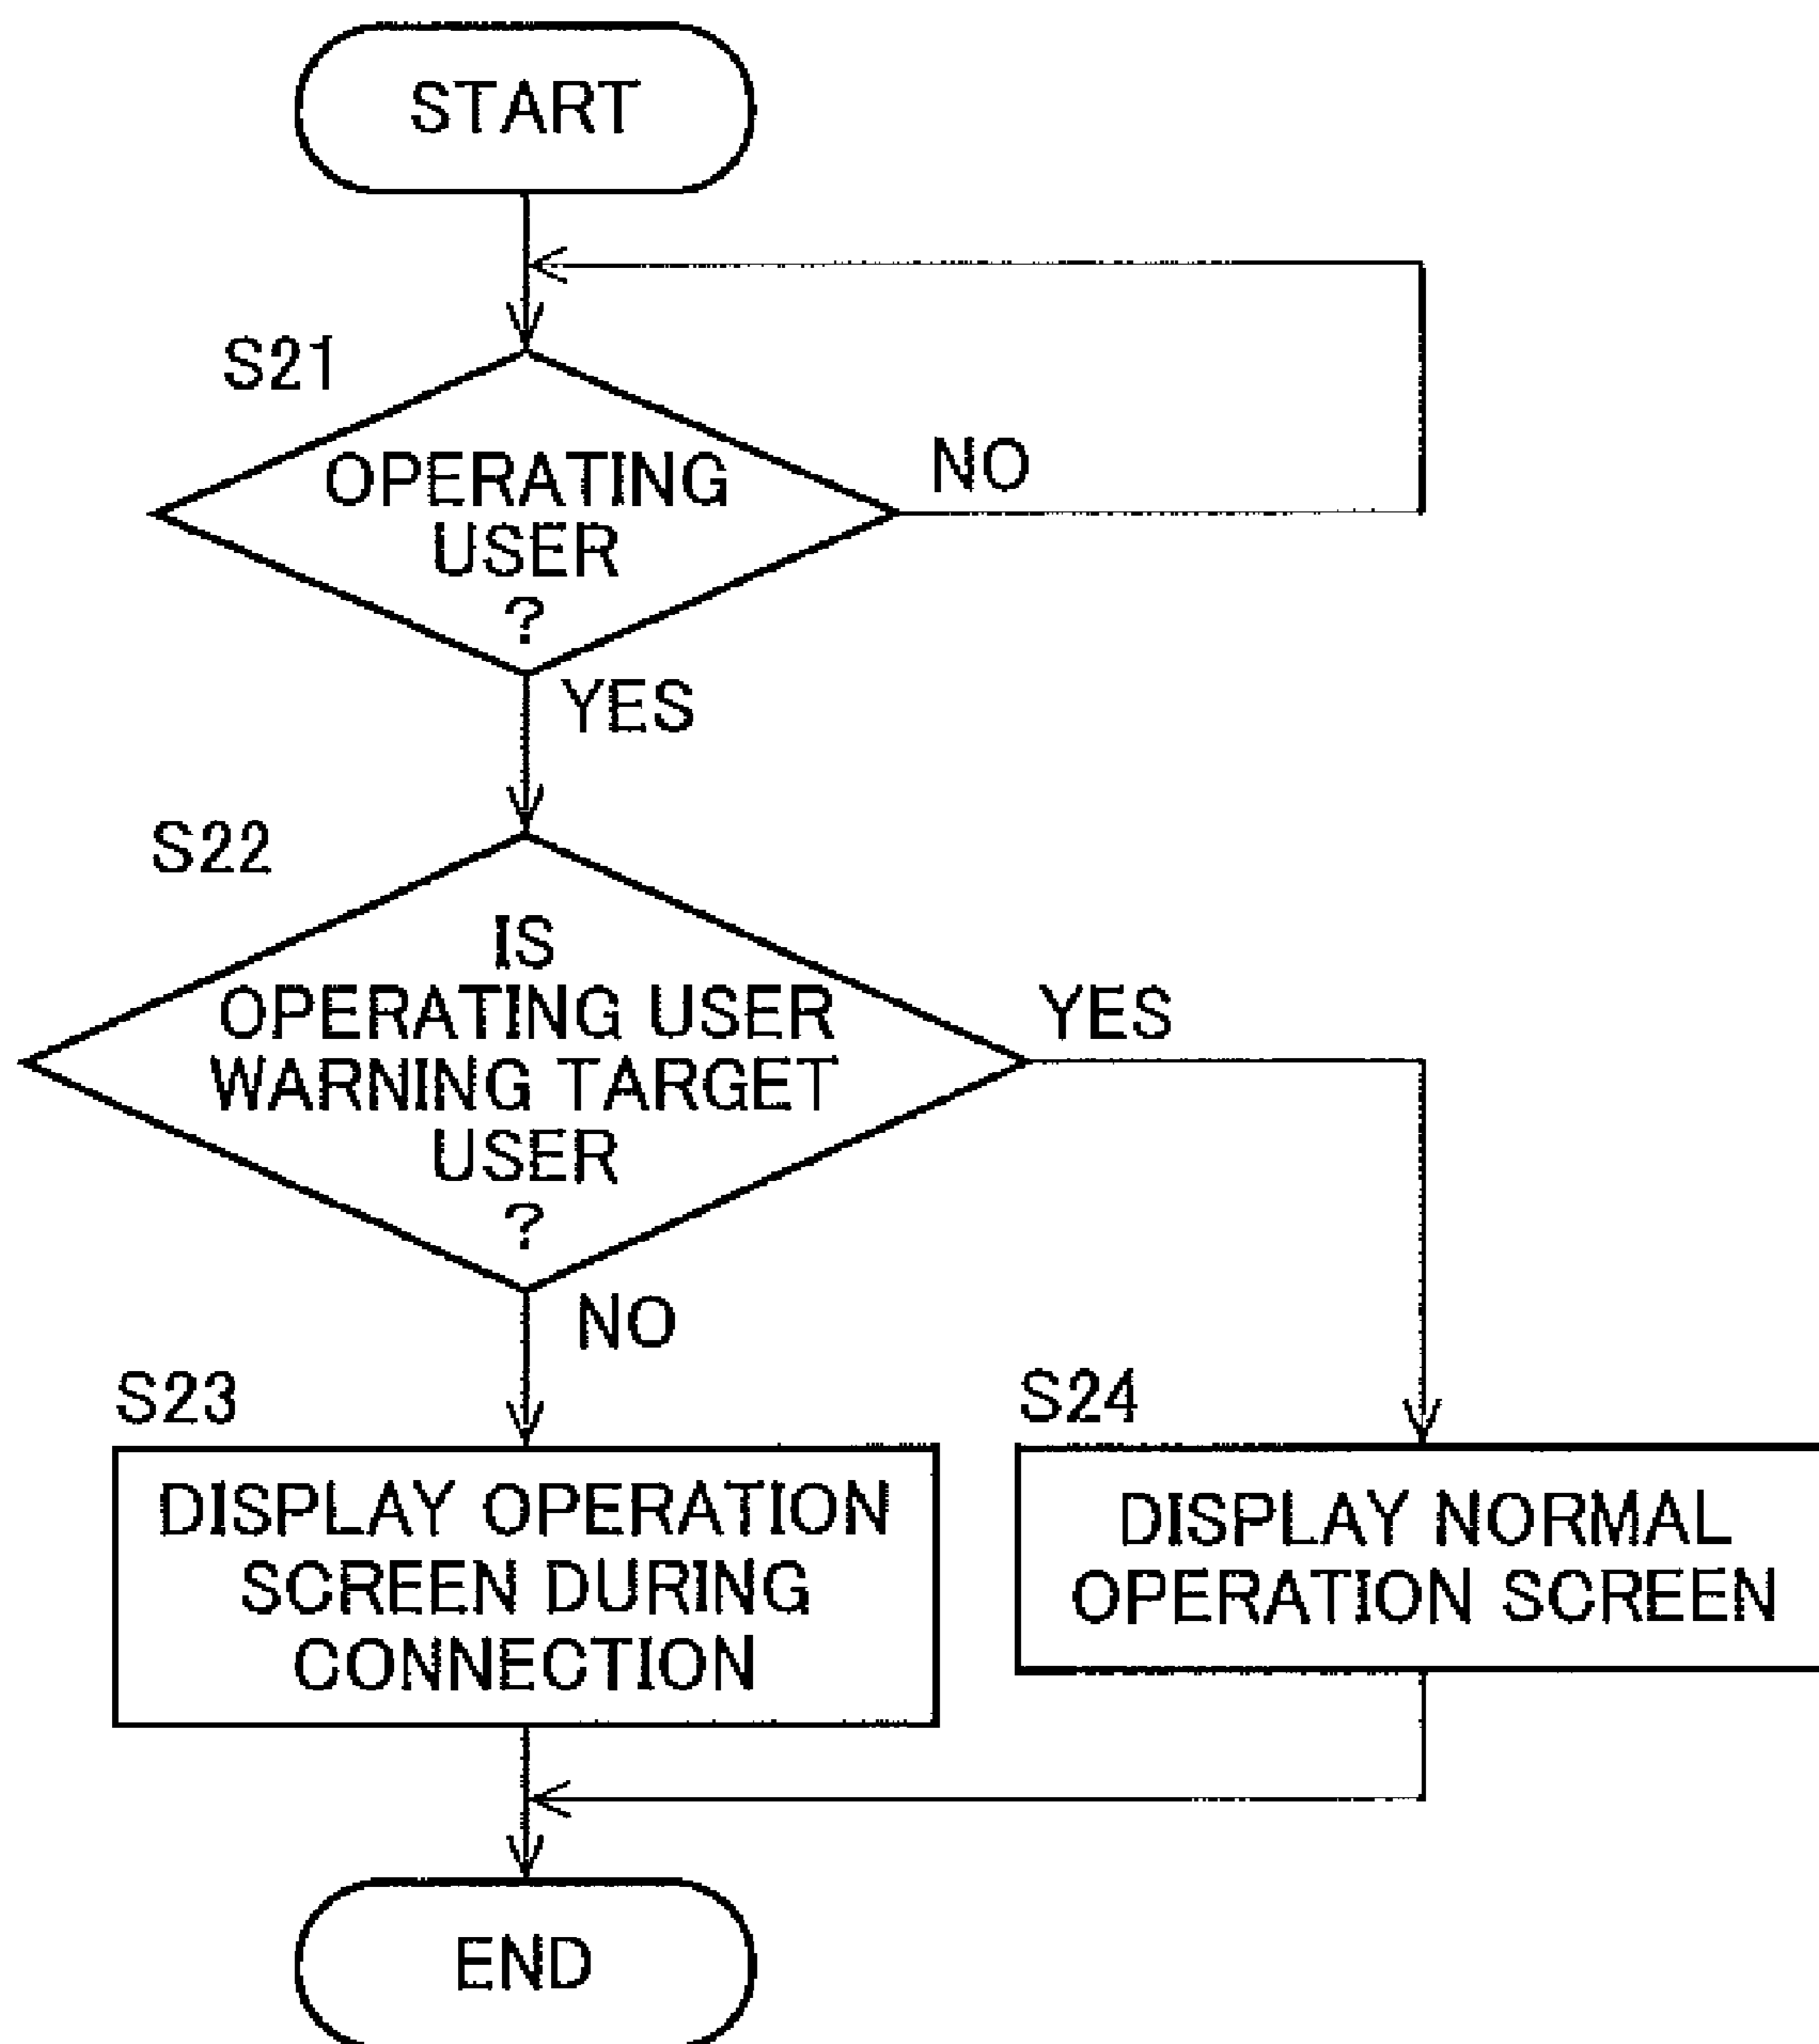 START
S21
OPERATING
USER
?
NO
YES
S22
IS
OPERATING USER
WARNING TARGET
USER
?
YES
NO
S23
DISPLAY OPERATION
SCREEN DURING
CONNECTION
S24
DISPLAY NORMAL
OPERATION SCREEN
END